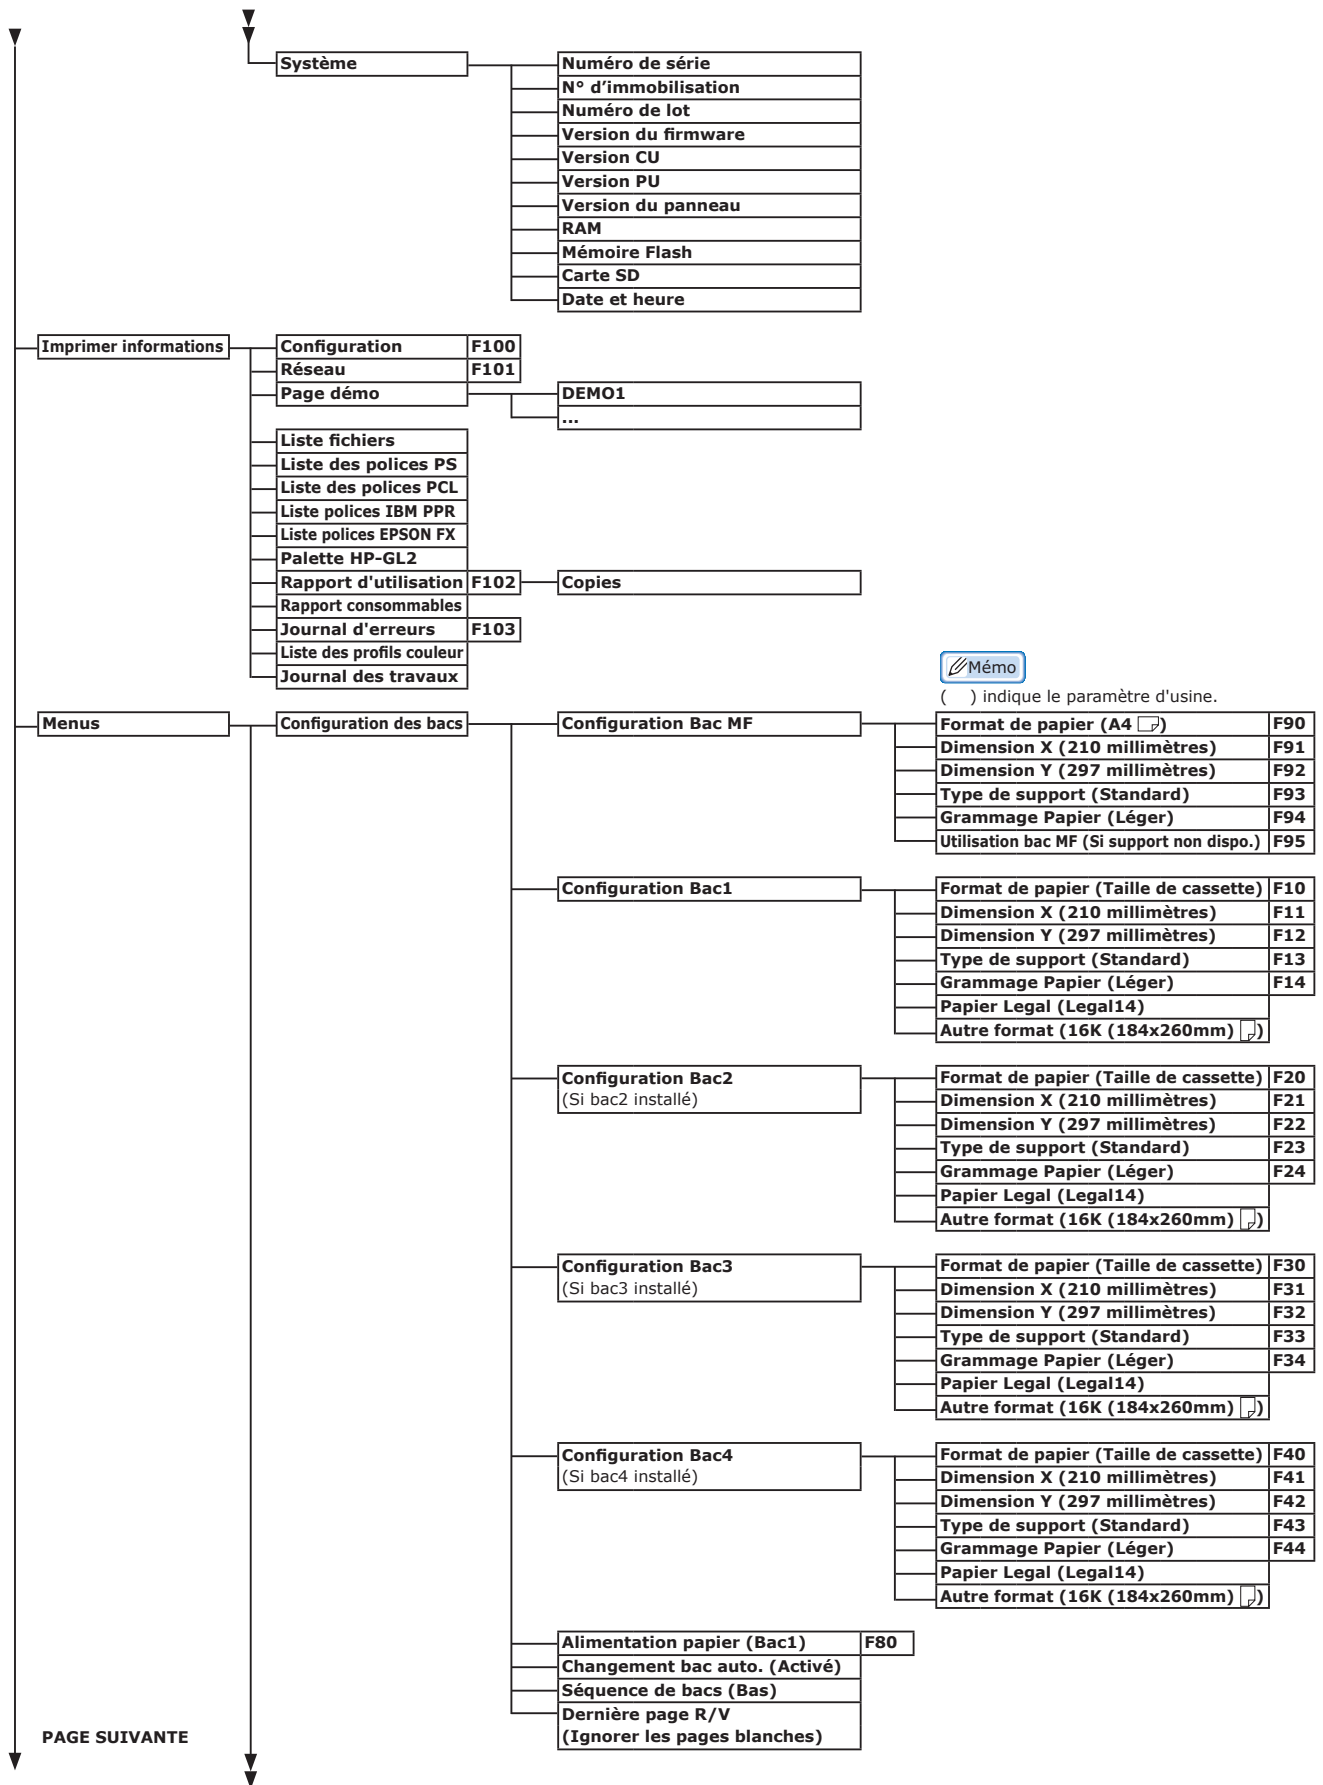 Système
Numéro de série
N° d’immobilisation
Numéro de lot
Version du firmware
Version CU
Version PU
Version du panneau
RAM
Mémoire Flash
Carte SD
Date et heure
Imprimer informations
Configuration F100
Réseau F101
Page démo
DEMO1
...
Liste fichiers
Liste des polices PS
Liste des polices PCL
Liste polices IBM PPR
Liste polices EPSON FX
Palette HP-GL2
Rapport d'utilisation F102 Copies
Rapport consommables
Journal d'erreurs F103
Liste des profils couleur
Journal des travaux
Mémo
( ) indique le paramètre d'usine.
Menus
Configuration des bacs
Configuration Bac MF
Format de papier (A4 ) F90
Dimension X (210 millimètres) F91
Dimension Y (297 millimètres) F92
Type de support (Standard) F93
Grammage Papier (Léger) F94
Utilisation bac MF (Si support non dispo.) F95
Configuration Bac1
Format de papier (Taille de cassette) F10
Dimension X (210 millimètres) F11
Dimension Y (297 millimètres) F12
Type de support (Standard) F13
Grammage Papier (Léger) F14
Papier Legal (Legal14)
Autre format (16K (184x260mm) )
Configuration Bac2
(Si bac2 installé)
Format de papier (Taille de cassette) F20
Dimension X (210 millimètres) F21
Dimension Y (297 millimètres) F22
Type de support (Standard) F23
Grammage Papier (Léger) F24
Papier Legal (Legal14)
Autre format (16K (184x260mm) )
Configuration Bac3
(Si bac3 installé)
Format de papier (Taille de cassette) F30
Dimension X (210 millimètres) F31
Dimension Y (297 millimètres) F32
Type de support (Standard) F33
Grammage Papier (Léger) F34
Papier Legal (Legal14)
Autre format (16K (184x260mm) )
Configuration Bac4
(Si bac4 installé)
Format de papier (Taille de cassette) F40
Dimension X (210 millimètres) F41
Dimension Y (297 millimètres) F42
Type de support (Standard) F43
Grammage Papier (Léger) F44
Papier Legal (Legal14)
Autre format (16K (184x260mm) )
Alimentation papier (Bac1) F80
Changement bac auto. (Activé)
Séquence de bacs (Bas)
Dernière page R/V
(Ignorer les pages blanches)
PAGE SUIVANTE